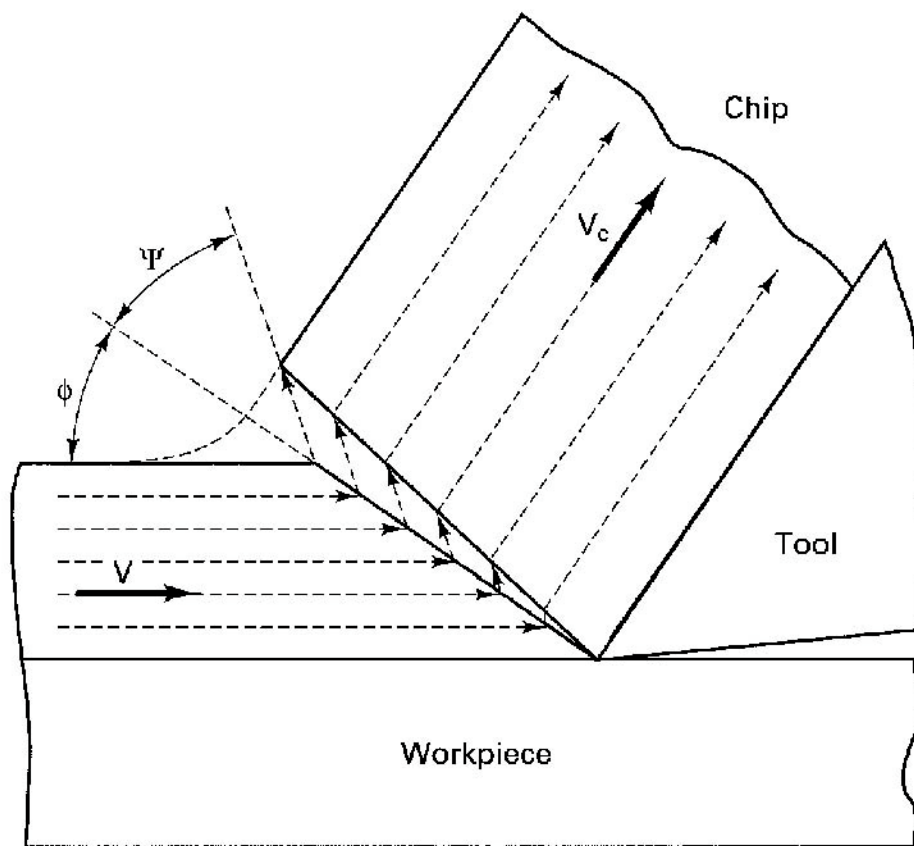 Chip
V_c
Ψ
ϕ
Tool
V
Workpiece